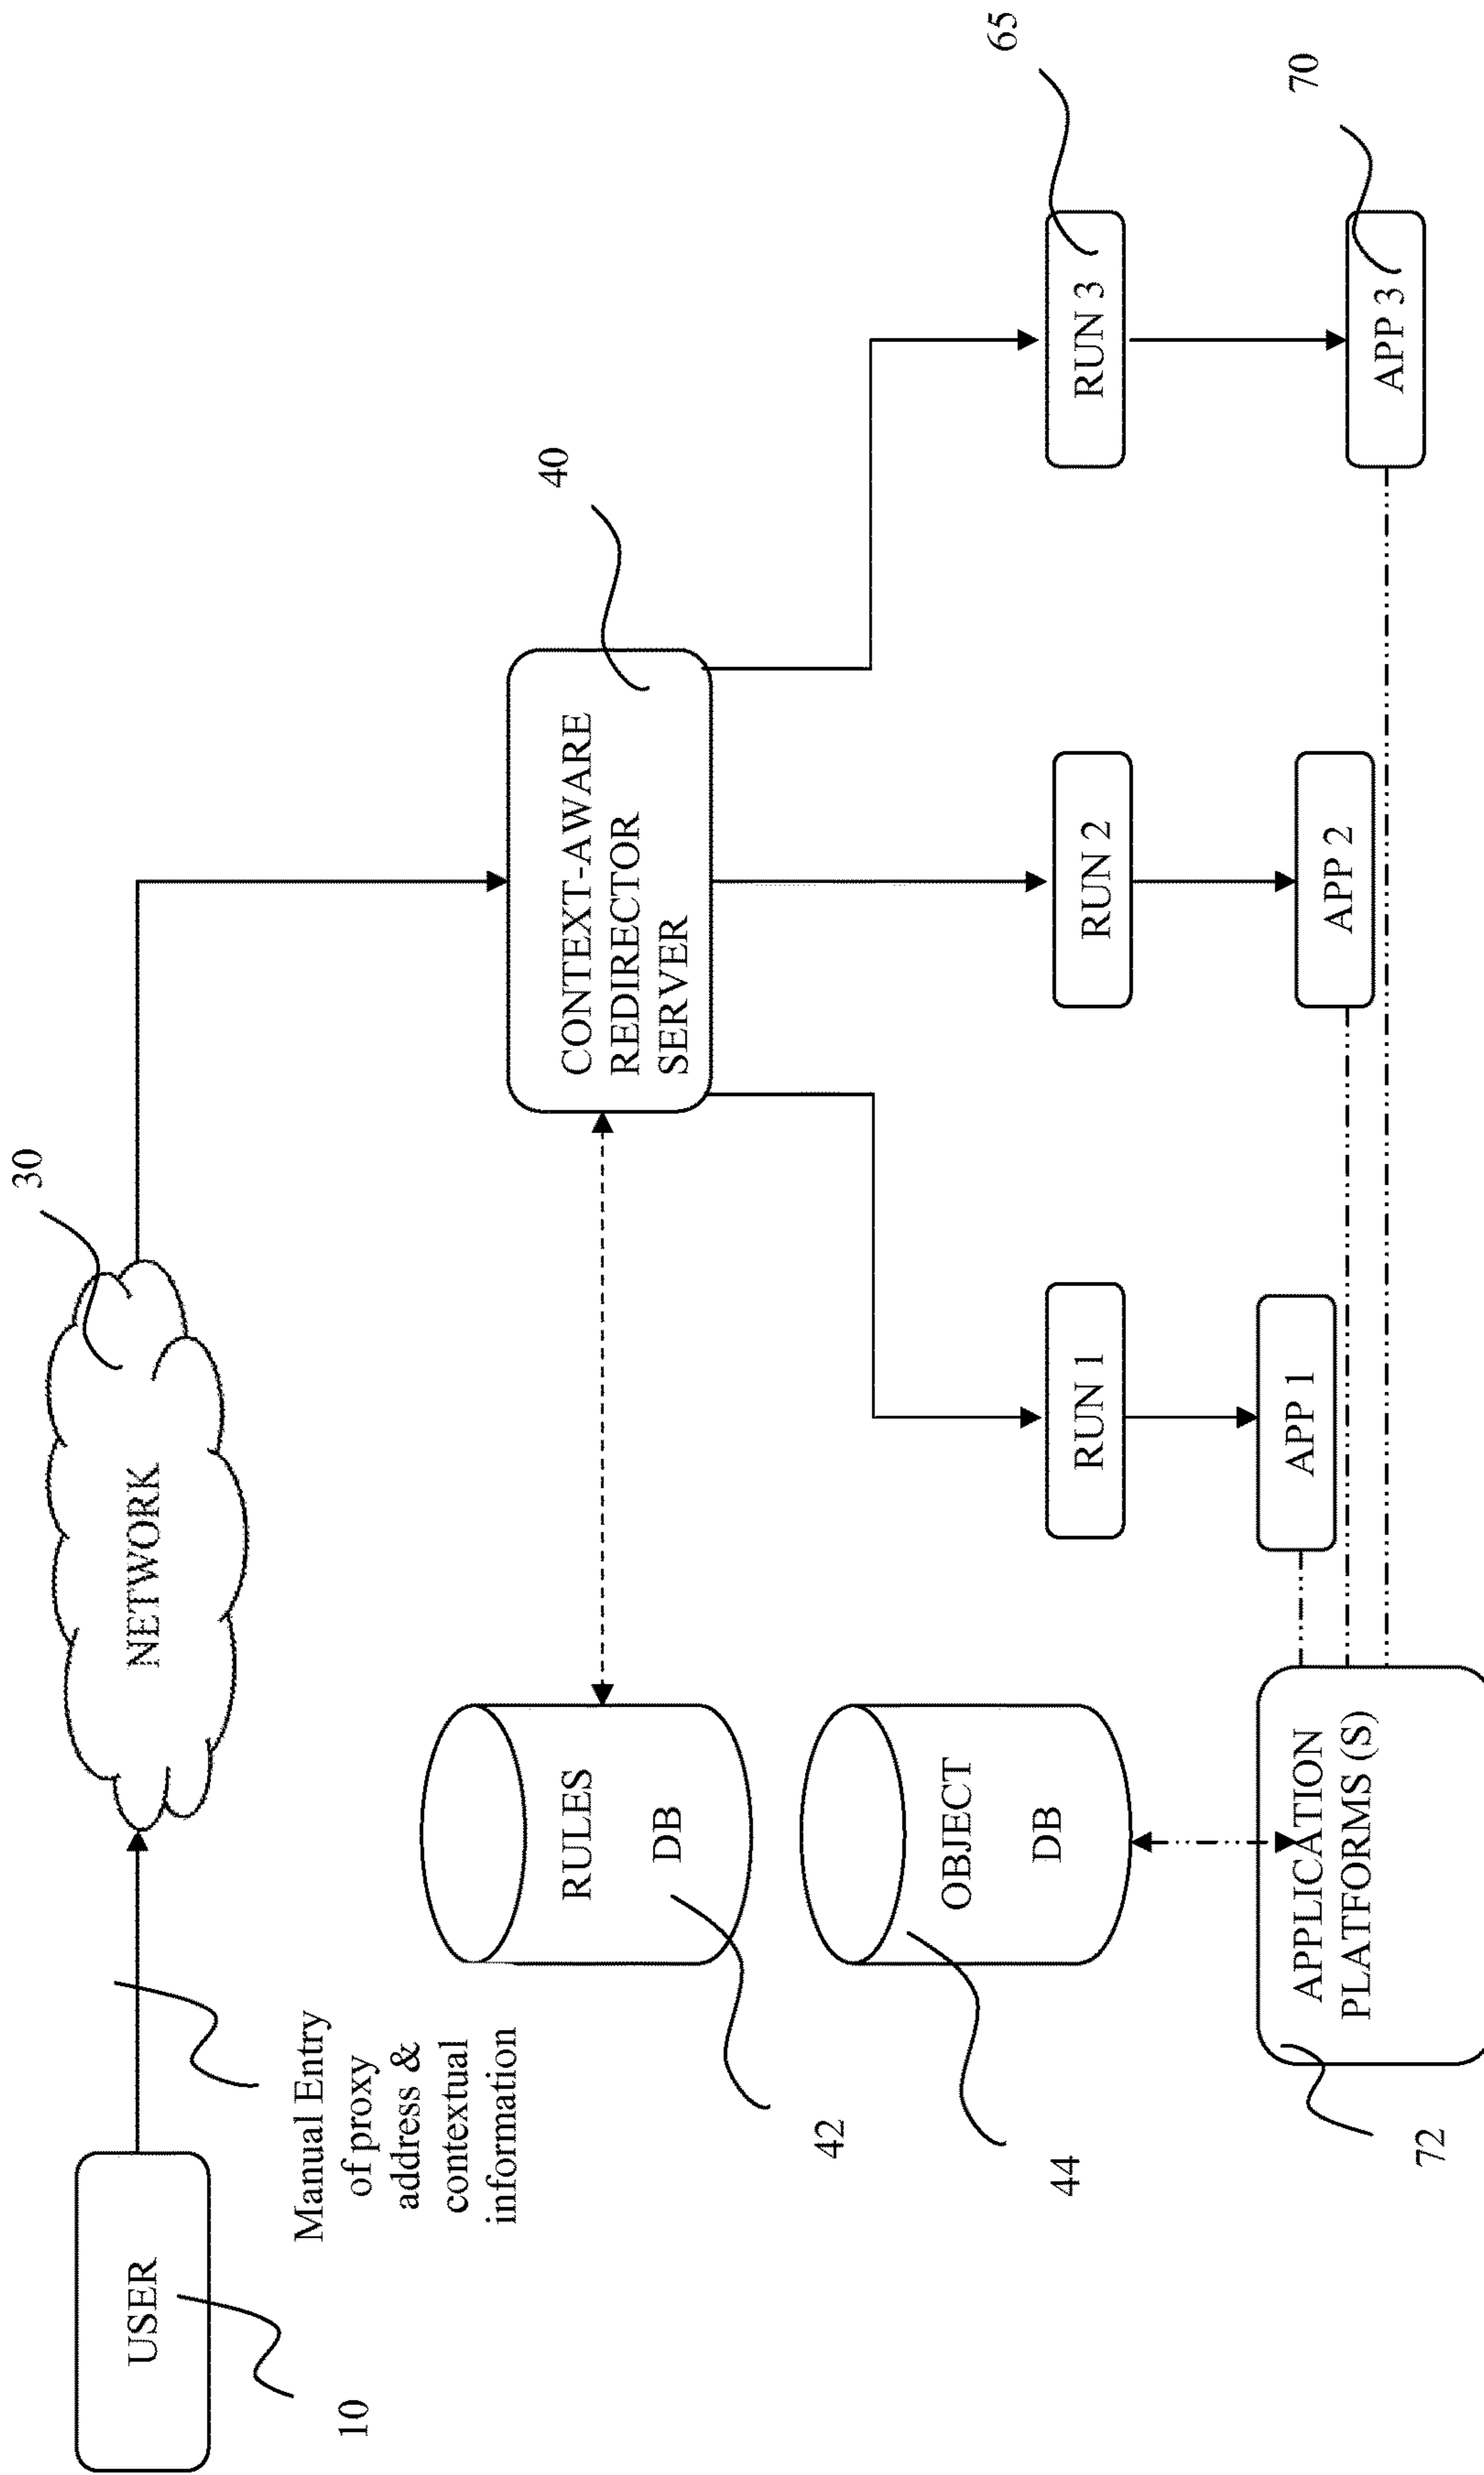 USER
10
Manual Entry
of proxy
address &
contextual
information
NETWORK
30
RULES
DB
42
OBJECT
DB
44
CONTEXT-AWARE
REDIRECTOR
SERVER
40
RUN 1
RUN 2
RUN 3
65
APP 1
APP 2
APP 3
70
APPLICATION
PLATFORMS (S)
72